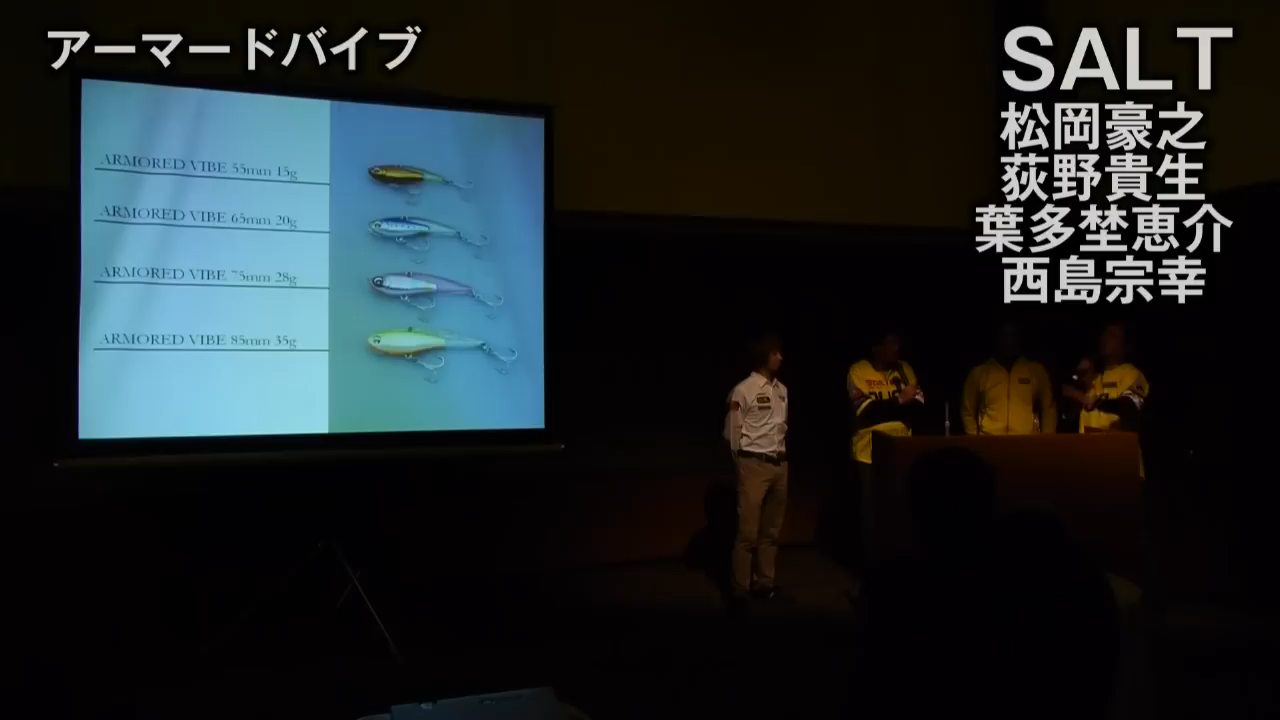 アーマードバイブ
SALT
松岡豪之
荻野貴生
葉多埜恵介
西島宗幸
ARMORED VIBE 55mm 15g
ARMORED VIBE 65mm 20g
ARMORED VIBE 75mm 28g
ARMORED VIBE 85mm 35g